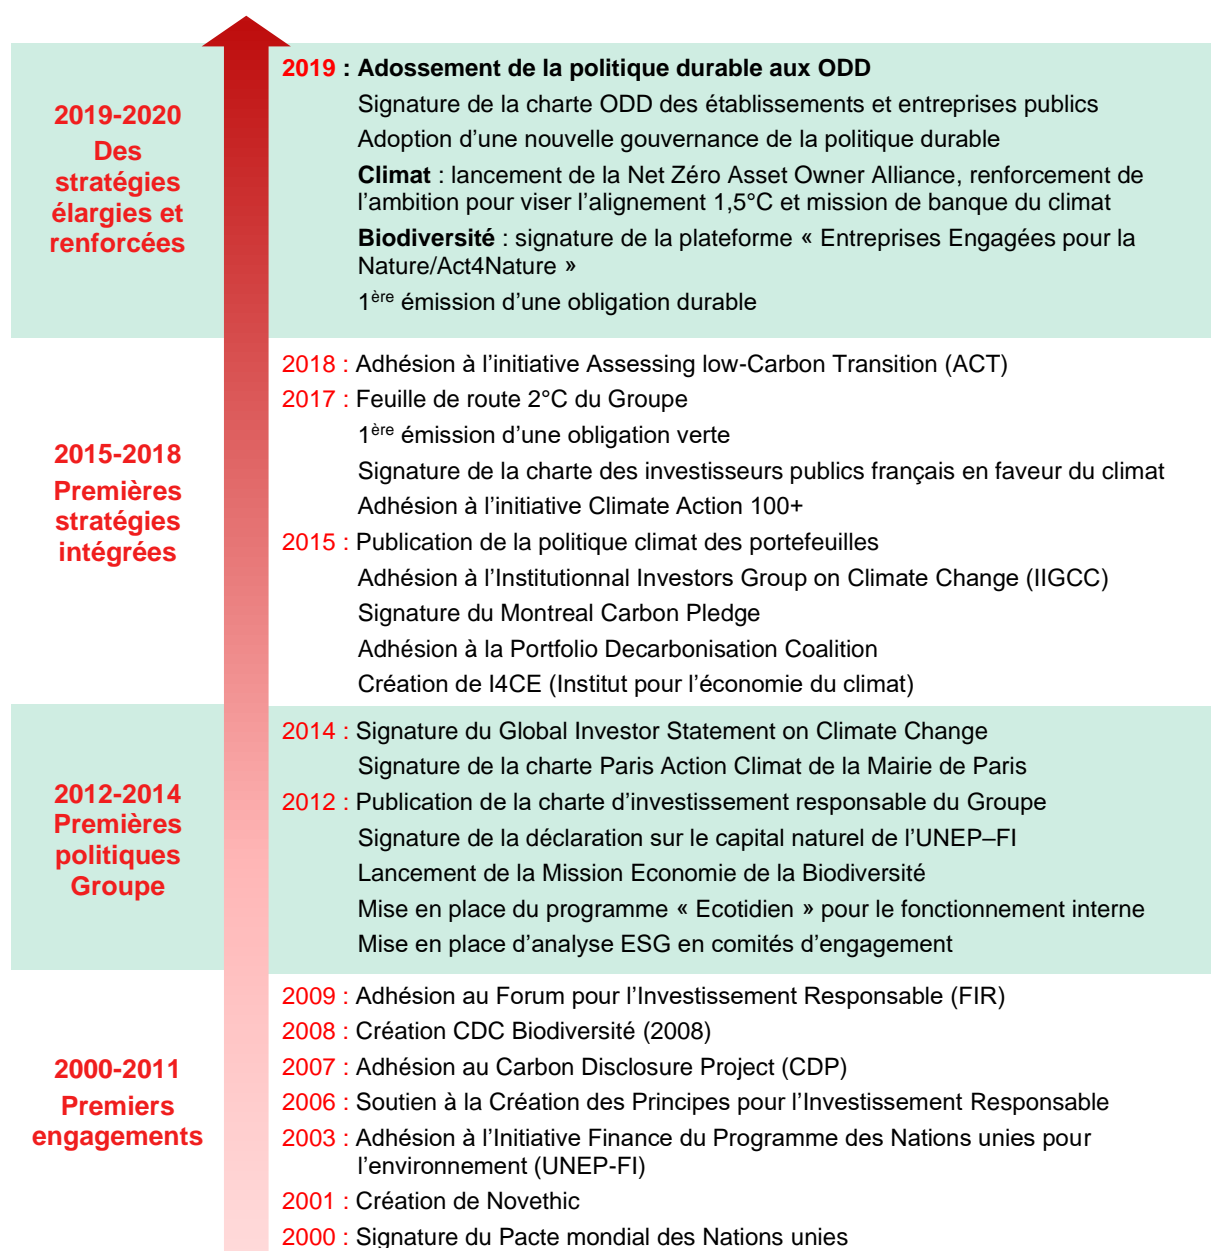 2019-2020
Des
stratégies
élargies et
renforcées
2019 : Adossement de la politique durable aux ODD
Signature de la charte ODD des établissements et entreprises publics
Adoption d’une nouvelle gouvernance de la politique durable
Climat : lancement de la Net Zéro Asset Owner Alliance, renforcement de
l’ambition pour viser l’alignement 1,5°C et mission de banque du climat
Biodiversité : signature de la plateforme « Entreprises Engagées pour la
Nature/Act4Nature »
1ère émission d’une obligation durable
2015-2018
Premières
stratégies
intégrées
2018 : Adhésion à l’initiative Assessing low-Carbon Transition (ACT)
2017 : Feuille de route 2°C du Groupe
1ère émission d’une obligation verte
Signature de la charte des investisseurs publics français en faveur du climat
Adhésion à l’initiative Climate Action 100+
2015 : Publication de la politique climat des portefeuilles
Adhésion à l’Institutionnal Investors Group on Climate Change (IIGCC)
Signature du Montreal Carbon Pledge
Adhésion à la Portfolio Decarbonisation Coalition
Création de I4CE (Institut pour l’économie du climat)
2012-2014
Premières
politiques
Groupe
2014 : Signature du Global Investor Statement on Climate Change
Signature de la charte Paris Action Climat de la Mairie de Paris
2012 : Publication de la charte d’investissement responsable du Groupe
Signature de la déclaration sur le capital naturel de l’UNEP–FI
Lancement de la Mission Economie de la Biodiversité
Mise en place du programme « Ecotidien » pour le fonctionnement interne
Mise en place d’analyse ESG en comités d’engagement
2000-2011
Premiers
engagements
2009 : Adhésion au Forum pour l’Investissement Responsable (FIR)
2008 : Création CDC Biodiversité (2008)
2007 : Adhésion au Carbon Disclosure Project (CDP)
2006 : Soutien à la Création des Principes pour l’Investissement Responsable
2003 : Adhésion à l’Initiative Finance du Programme des Nations unies pour
l’environnement (UNEP-FI)
2001 : Création de Novethic
2000 : Signature du Pacte mondial des Nations unies